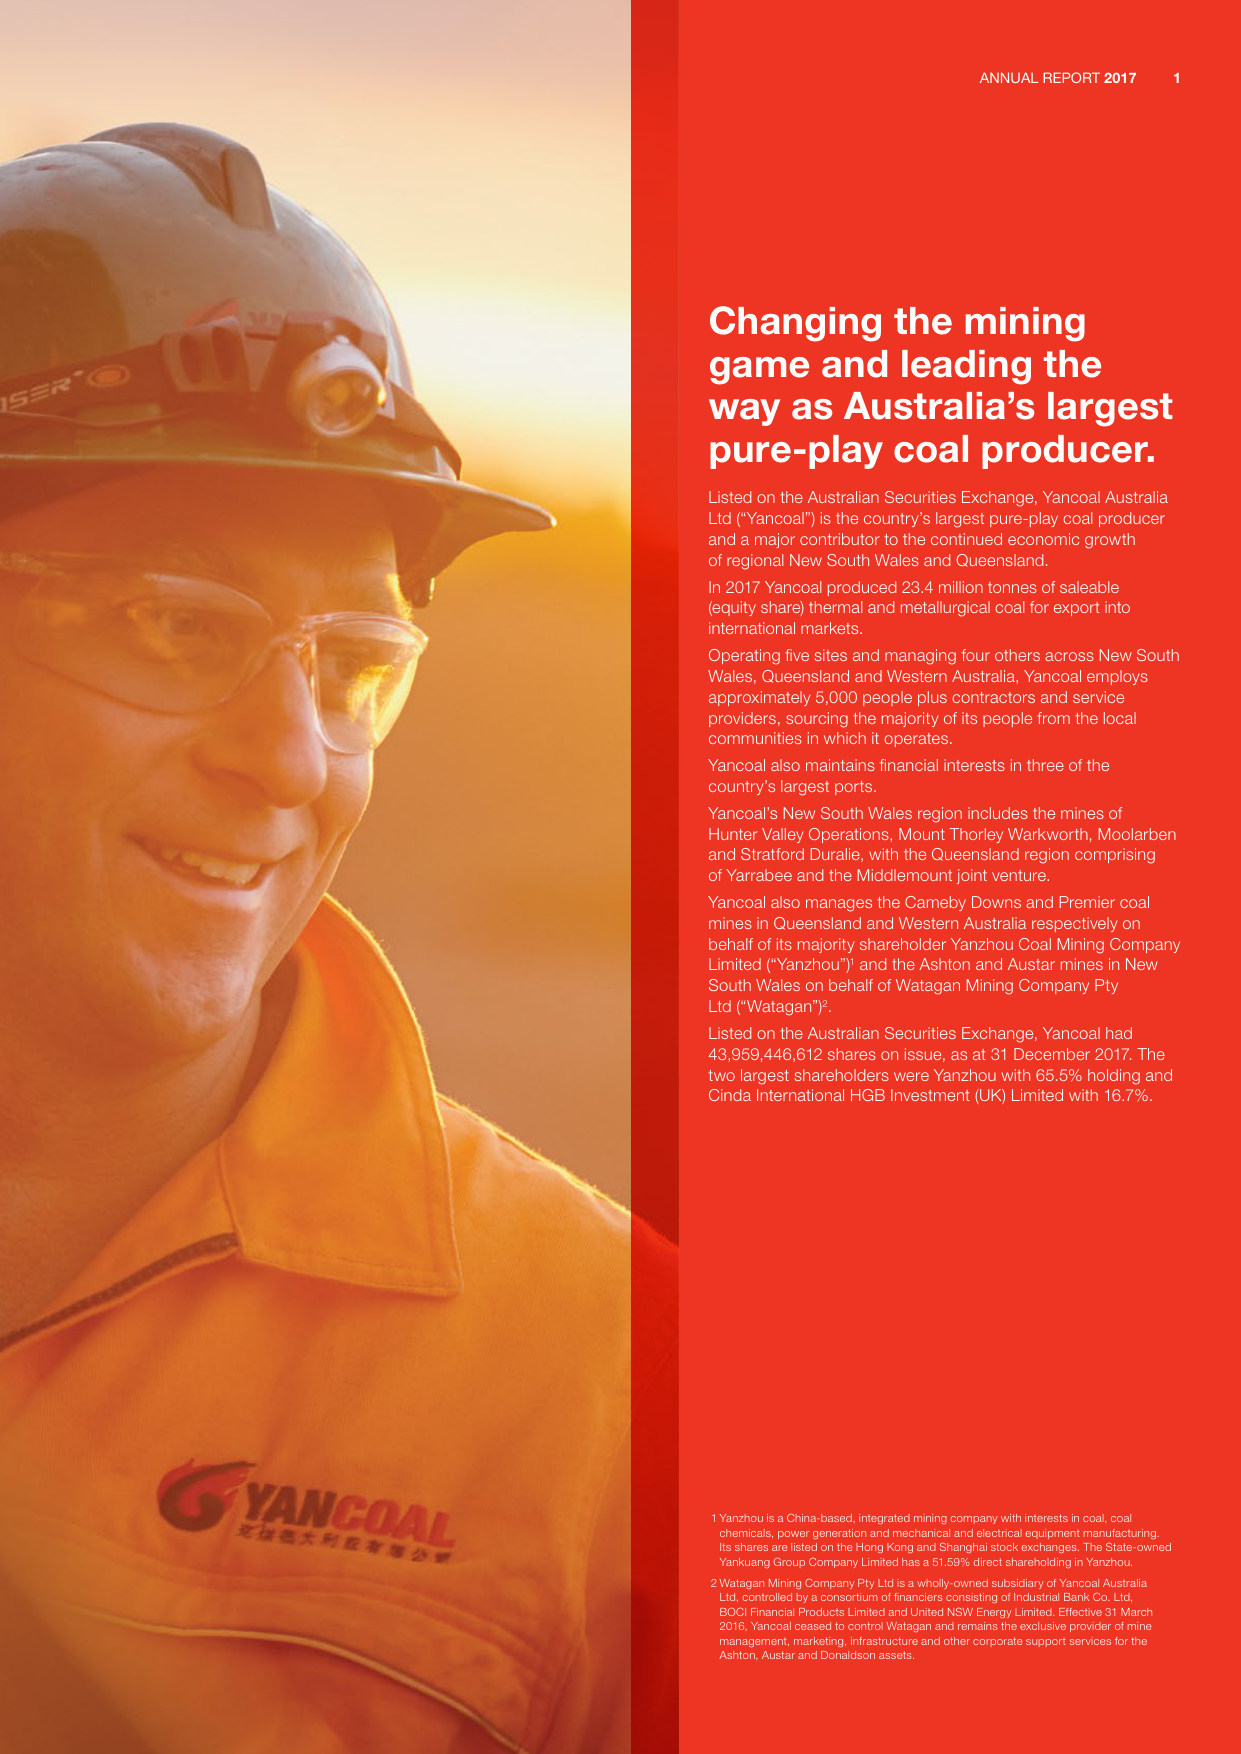 ANNUAL REPORT 2017 1
Changing the mining
game and leading the
way as Australia's largest
pure-play coal producer.
Listed on the Australian Securities Exchange, Yancoal Australia
Ltd (“Yancoal”) is the country's largest pure-play coal producer
and a major contributor to the continued economic growth
of regional New South Wales and Queensland.
In 2017 Yancoal produced 23.4 million tonnes of saleable
(equity share) thermal and metallurgical coal for export into
international markets.
Operating five sites and managing four others across New South
Wales, Queensland and Western Australia, Yancoal employs
approximately 5,000 people plus contractors and service
providers, sourcing the majority of its people from the local
communities in which it operates.
Yancoal also maintains financial interests in three of the
country's largest ports.
Yancoal's New South Wales region includes the mines of
Hunter Valley Operations, Mount Thorley Warkworth, Moolarben
and Stratford Duralie, with the Queensland region comprising
of Yarrabee and the Middlemount joint venture.
Yancoal also manages the Cameby Downs and Premier coal
mines in Queensland and Western Australia respectively on
behalf of its majority shareholder Yanzhou Coal Mining Company
Limited (“Yanzhou”)¹ and the Ashton and Austar mines in New
South Wales on behalf of Watagan Mining Company Pty
Ltd (“Watagan”)².
Listed on the Australian Securities Exchange, Yancoal had
43,959,446,612 shares on issue, as at 31 December 2017. The
two largest shareholders were Yanzhou with 65.5% holding and
Cinda International HGB Investment (UK) Limited with 16.7%.
YANCOAL
1 Yanzhou is a China-based, integrated mining company with interests in coal, coal
chemicals, power generation and mechanical and electrical equipment manufacturing.
Its shares are listed on the Hong Kong and Shanghai stock exchanges. The State-owned
Yankuang Group Company Limited has a 51.59% direct shareholding in Yanzhou.
2 Watagan Mining Company Pty Ltd is a wholly-owned subsidiary of Yancoal Australia
Ltd, controlled by a consortium of financiers consisting of Industrial Bank Co. Ltd,
BOCI Financial Products Limited and United NSW Energy Limited. Effective 31 March
2016, Yancoal ceased to control Watagan and remains the exclusive provider of mine
management, marketing, infrastructure and other corporate support services for the
Ashton, Austar and Donaldson assets.